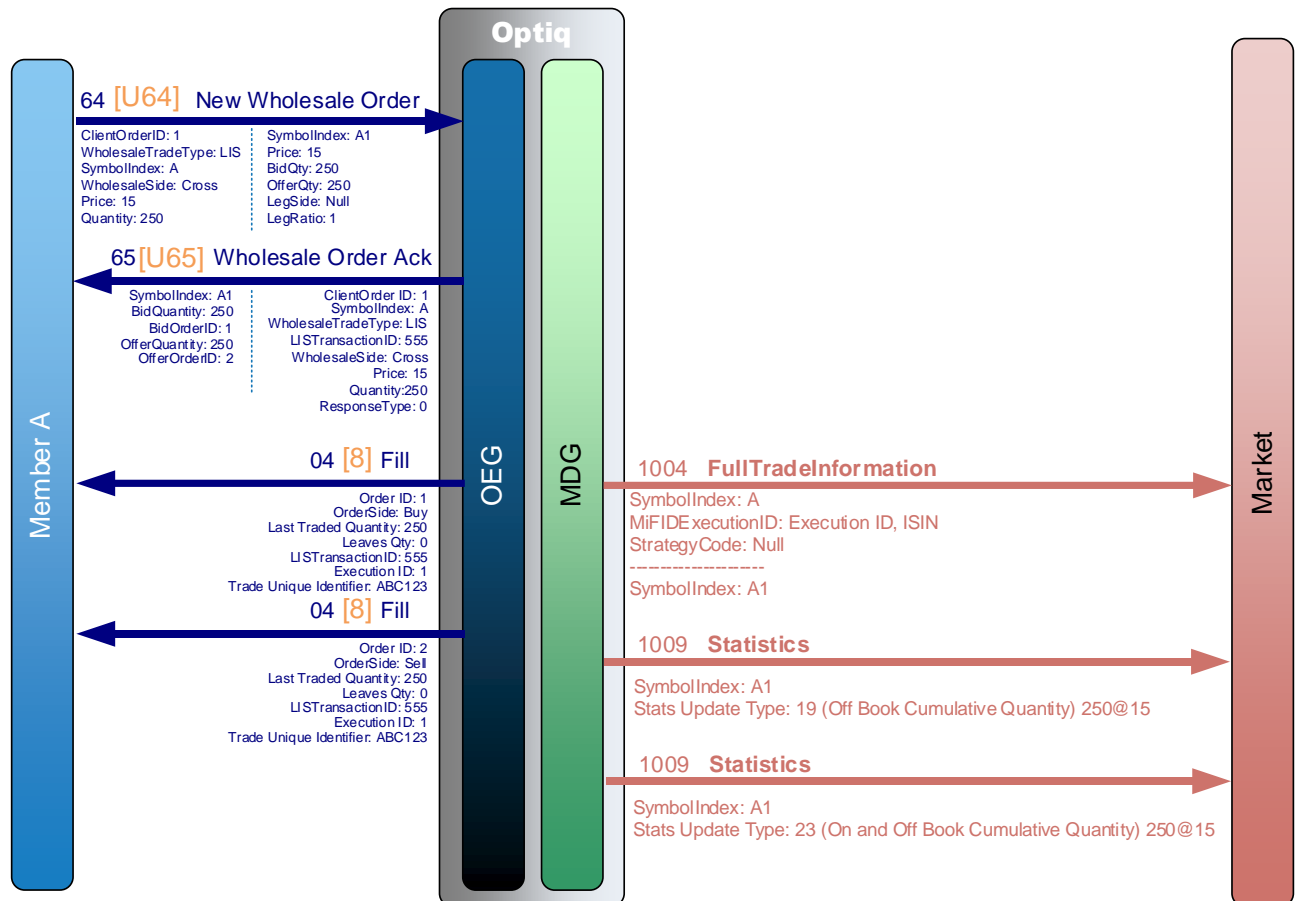 Optiq
Member A
OEG
MDG
Market
64 [U64] New Wholesale Order
ClientOrderID: 1
WholesaleTradeType: LIS
SymbolIndex: A
WholesaleSide: Cross
Price: 15
Quantity: 250
SymbolIndex: A1
Price: 15
BidQty: 250
OfferQty: 250
LegSide: Null
LegRatio: 1
65 [U65] Wholesale Order Ack
SymbolIndex: A1
BidQuantity: 250
BidOrderID: 1
OfferQuantity: 250
OfferOrderID: 2
ClientOrder ID: 1
SymbolIndex: A
WholesaleTradeType: LIS
LISTransactionID: 555
WholesaleSide: Cross
Price: 15
Quantity:250
ResponseType: 0
04 [8] Fill
Order ID: 1
OrderSide: Buy
Last Traded Quantity: 250
Leaves Qty: 0
LISTransactionID: 555
Execution ID: 1
Trade Unique Identifier: ABC123
04 [8] Fill
Order ID: 2
OrderSide: Sell
Last Traded Quantity: 250
Leaves Qty: 0
LISTransactionID: 555
Execution ID: 1
Trade Unique Identifier: ABC123
1004 FullTradeInformation
SymbolIndex: A
MiFIDExecutionID: Execution ID, ISIN
StrategyCode: Null
----------------------
SymbolIndex: A1
1009 Statistics
SymbolIndex: A1
Stats Update Type: 19 (Off Book Cumulative Quantity) 250@15
1009 Statistics
SymbolIndex: A1
Stats Update Type: 23 (On and Off Book Cumulative Quantity) 250@15